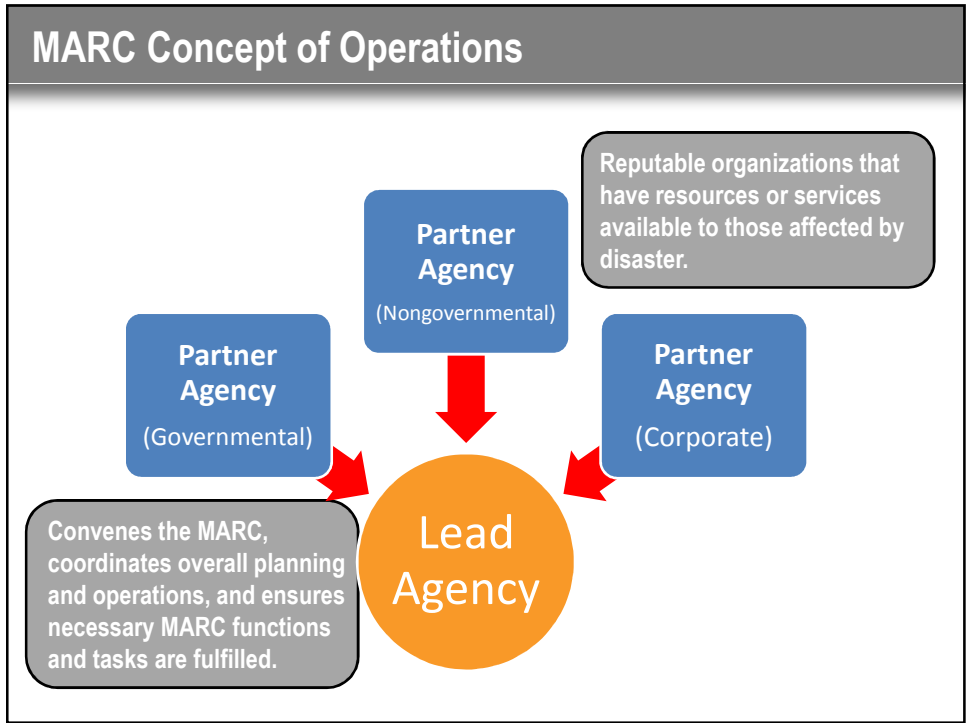 MARC Concept of Operations
Reputable organizations that
have resources or services
available to those affected by
disaster.
Partner
Agency
(Nongovernmental)
Partner
Agency
(Governmental)
Partner
Agency
(Corporate)
Convenes the MARC,
coordinates overall planning
and operations, and ensures
necessary MARC functions
and tasks are fulfilled.
Lead
Agency